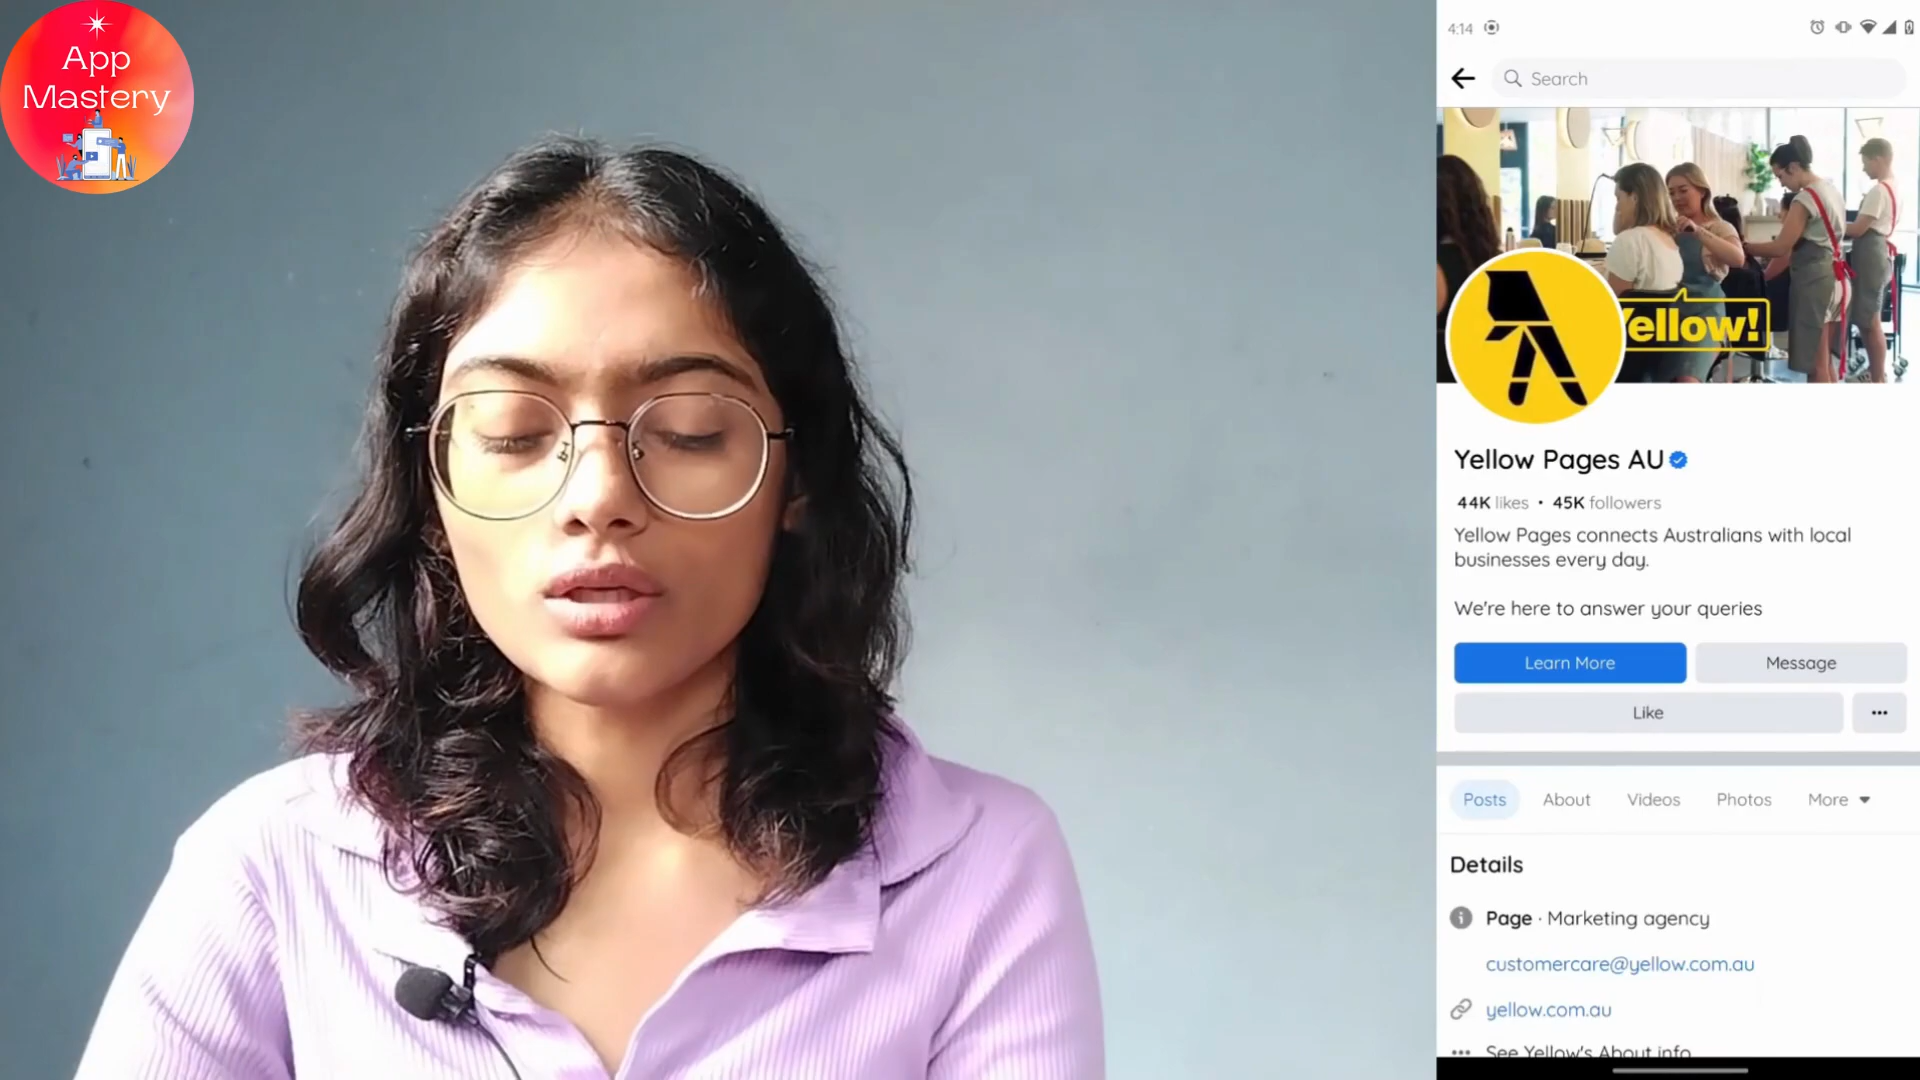 App
Mastery
4:14
Search
Yellow!
Yellow Pages AU
44K likes • 45K followers
Yellow Pages connects Australians with local
businesses every day.
We're here to answer your queries
Learn More
Message
Like
Posts
About
Videos
Photos
More
Details
Page · Marketing agency
customercare@yellow.com.au
yellow.com.au
See Yellow's About info